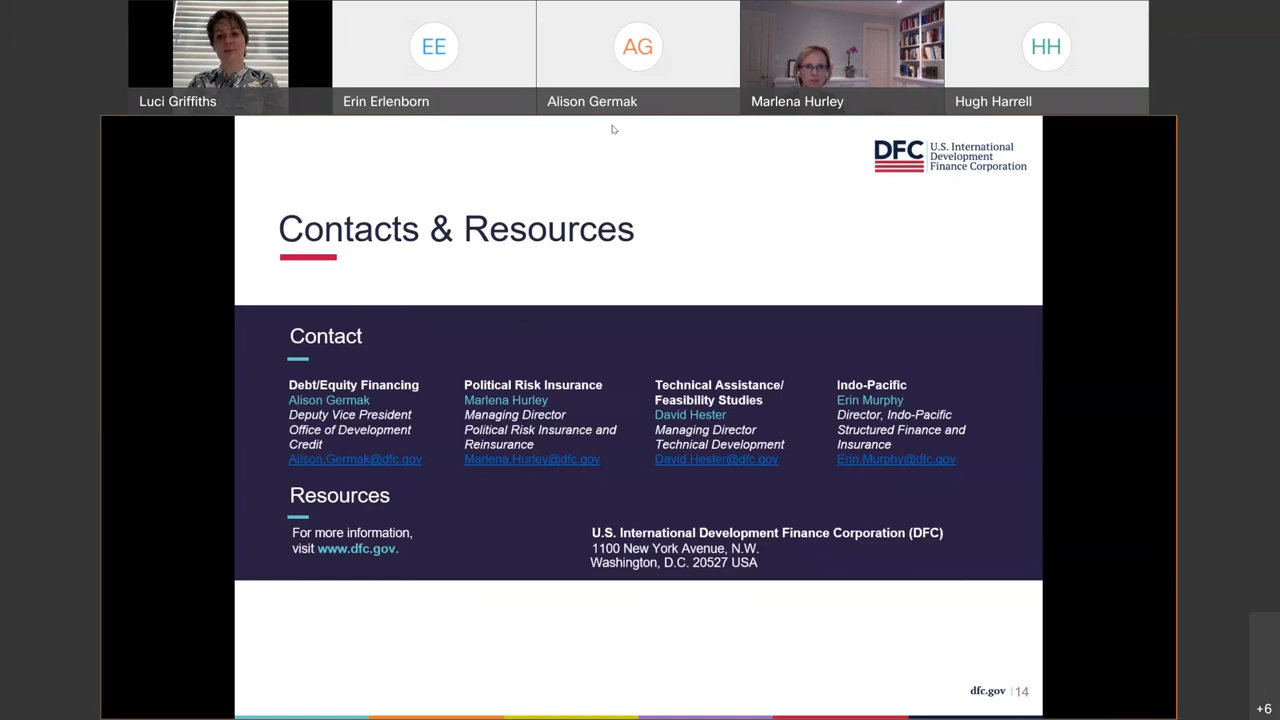 EE
AG
HH
Luci Griffiths
Erin Erlenborn
Alison Germak
Marlena Hurley
Hugh Harrell
DFC
U.S. International
Development
Finance Corporation
Contacts & Resources
Contact
Debt/Equity Financing
Alison Germak
Deputy Vice President
Office of Development
Credit
Alison.Germak@dfc.gov
Political Risk Insurance
Marlena Hurley
Managing Director
Political Risk Insurance and
Reinsurance
Marlena.Hurley@dfc.gov
Technical Assistance/
Feasibility Studies
David Hester
Managing Director
Technical Development
David.Hester@dfc.gov
Indo-Pacific
Erin Murphy
Director, Indo-Pacific
Structured Finance and
Insurance
Erin.Murphy@dfc.gov
Resources
For more information,
visit www.dfc.gov.
U.S. International Development Finance Corporation (DFC)
1100 New York Avenue, N.W.
Washington, D.C. 20527 USA
dfc.gov | 14
+6